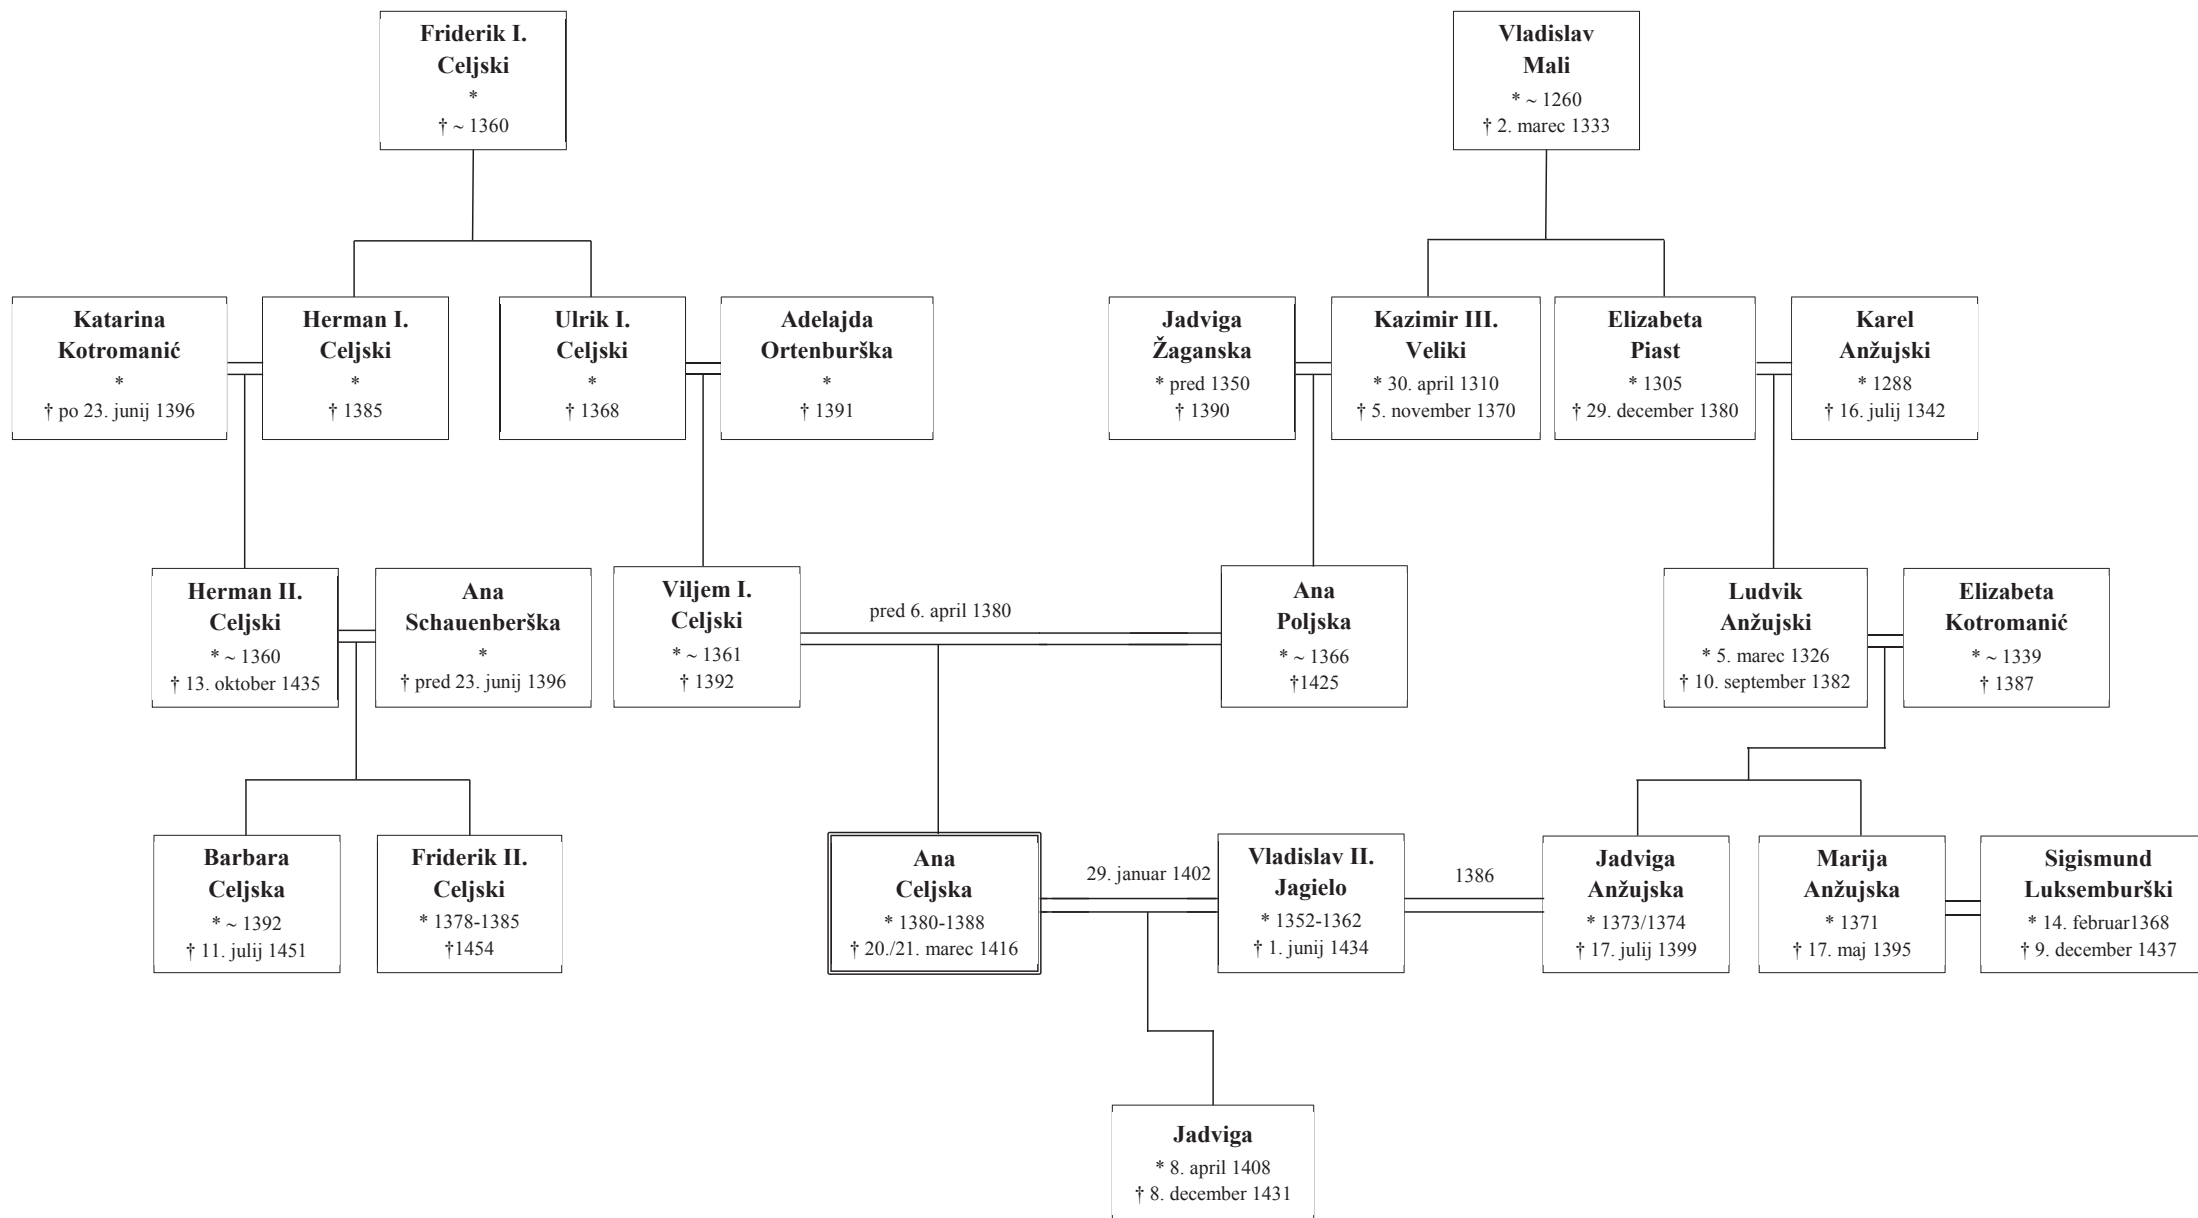 Friderik I.
Celjski
*
† ~ 1360
Vladislav
Mali
* ~ 1260
† 2. marec 1333
Katarina
Kotromanić
*
† po 23. junij 1396
Herman I.
Celjski
*
† 1385
Ulrik I.
Celjski
*
† 1368
Adelajda
Ortenburška
*
† 1391
Jadviga
Žaganska
* pred 1350
† 1390
Kazimir III.
Veliki
* 30. april 1310
† 5. november 1370
Elizabeta
Piast
* 1305
† 29. december 1380
Karel
Anžujski
* 1288
† 16. julij 1342
Herman II.
Celjski
* ~ 1360
† 13. oktober 1435
Ana
Schauenberška
*
† pred 23. junij 1396
Viljem I.
Celjski
* ~ 1361
† 1392
pred 6. april 1380
Ana
Poljska
* ~ 1366
†1425
Ludvik
Anžujski
* 5. marec 1326
† 10. september 1382
Elizabeta
Kotromanić
* ~ 1339
† 1387
Barbara
Celjska
* ~ 1392
† 11. julij 1451
Friderik II.
Celjski
* 1378-1385
†1454
Ana
Celjska
* 1380-1388
† 20./21. marec 1416
29. januar 1402
Vladislav II.
Jagielo
* 1352-1362
† 1. junij 1434
1386
Jadviga
Anžujska
* 1373/1374
† 17. julij 1399
Marija
Anžujska
* 1371
† 17. maj 1395
Sigismund
Luksemburški
* 14. februar1368
† 9. december 1437
Jadviga
* 8. april 1408
† 8. december 1431